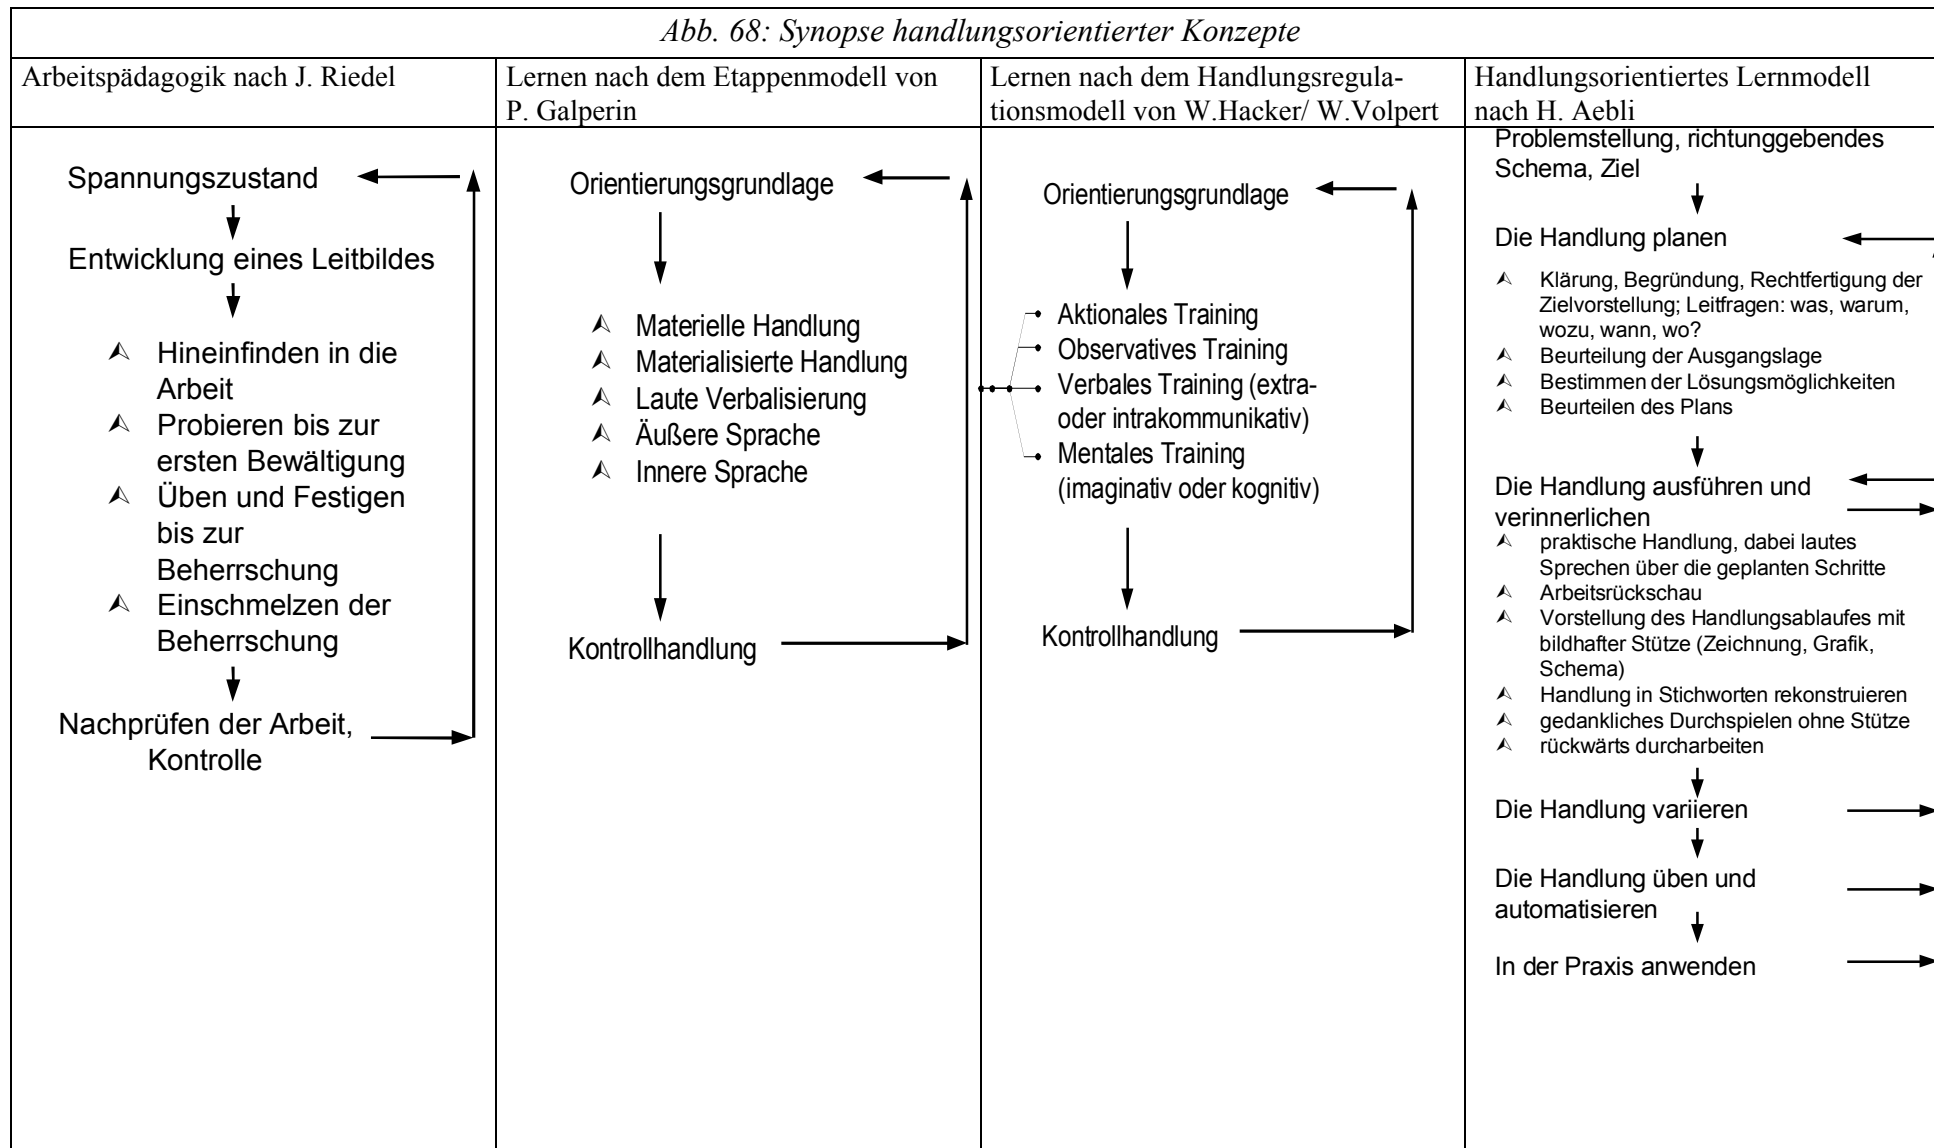 Abb. 68: Synopse handlungsorientierter Konzepte
Arbeitspädagogik nach J. Riedel
Spannungszustand
Entwicklung eines Leitbildes
Hineinfinden in die
Arbeit
Probieren bis zur
ersten Bewältigung
Üben und Festigen
bis zur
Beherrschung
Einschmelzen der
Beherrschung
Nachprüfen der Arbeit,
Kontrolle
Lernen nach dem Etappenmodell von
P. Galperin
Orientierungsgrundlage
Materielle Handlung
Materialisierte Handlung
Laute Verbalisierung
Äußere Sprache
Innere Sprache
Kontrollhandlung
Lernen nach dem Handlungsregula-
tionsmodell von W.Hacker/ W.Volpert
Orientierungsgrundlage
Aktionales Training
Observatives Training
Verbales Training (extra-
oder intrakommunikativ)
Mentales Training
(imaginativ oder kognitiv)
Kontrollhandlung
Handlungsorientiertes Lernmodell
nach H. Aebli
Problemstellung, richtunggebendes
Schema, Ziel
Die Handlung planen
Klärung, Begründung, Rechtfertigung der
Zielvorstellung; Leitfragen: was, warum,
wozu, wann, wo?
Beurteilung der Ausgangslage
Bestimmen der Lösungsmöglichkeiten
Beurteilen des Plans
Die Handlung ausführen und
verinnerlichen
praktische Handlung, dabei lautes
Sprechen über die geplanten Schritte
Arbeitsrückschau
Vorstellung des Handlungsablaufes mit
bildhafter Stütze (Zeichnung, Grafik,
Schema)
Handlung in Stichworten rekonstruieren
gedankliches Durchspielen ohne Stütze
rückwärts durcharbeiten
Die Handlung variieren
Die Handlung üben und
automatisieren
In der Praxis anwenden